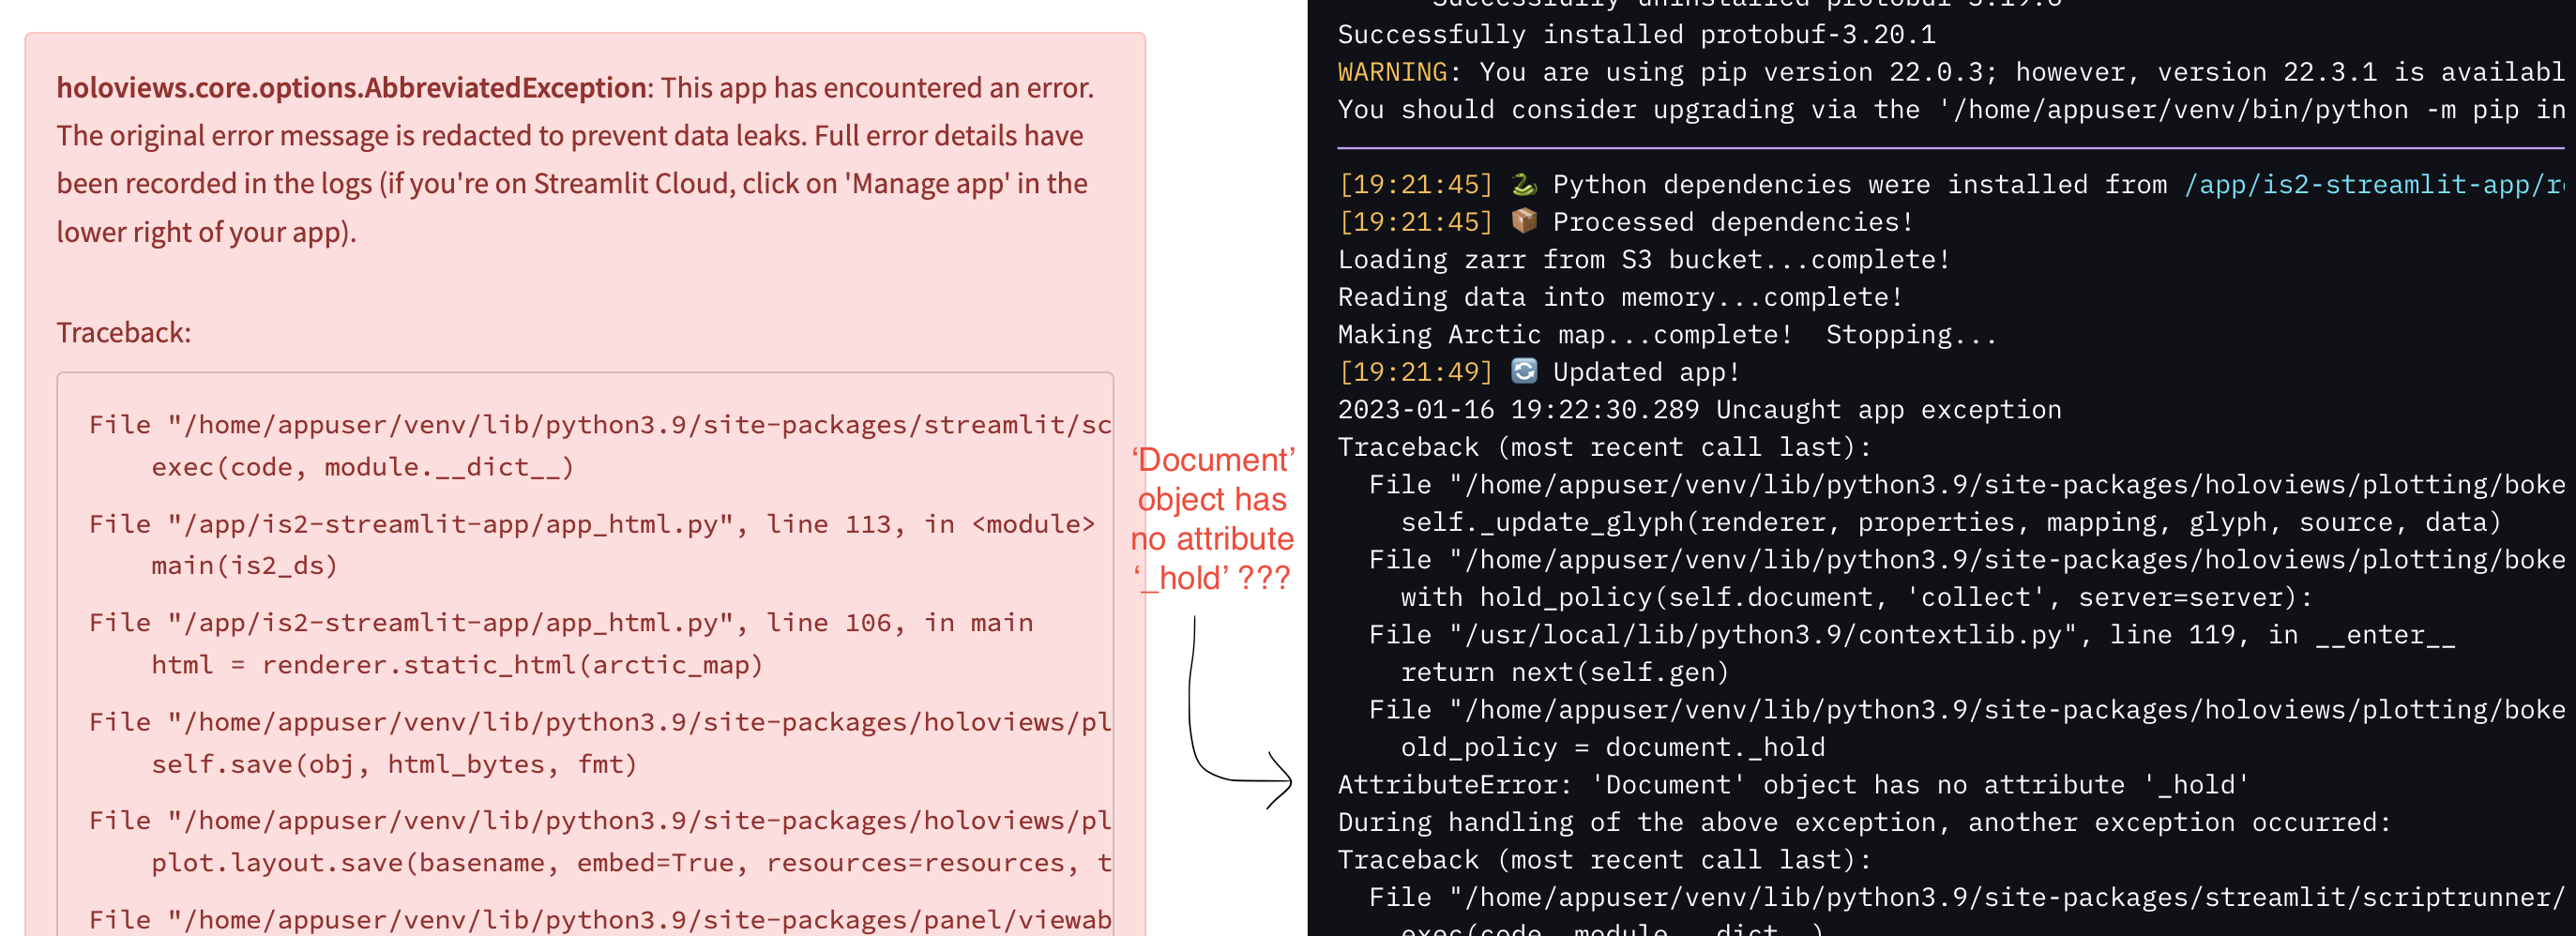 holoviews.core.options.AbbreviatedException: This app has encountered an error.
The original error message is redacted to prevent data leaks. Full error details have
been recorded in the logs (if you're on Streamlit Cloud, click on 'Manage app' in the
lower right of your app).
Traceback:
File "/home/appuser/venv/lib/python3.9/site-packages/streamlit/sc
exec(code, module.__dict__)
File "/app/is2-streamlit-app/app_html.py", line 113, in <module>
main(is2_ds)
File "/app/is2-streamlit-app/app_html.py", line 106, in main
html = renderer.static_html(arctic_map)
File "/home/appuser/venv/lib/python3.9/site-packages/holoviews/pl
self.save(obj, html_bytes, fmt)
File "/home/appuser/venv/lib/python3.9/site-packages/holoviews/pl
plot.layout.save(basename, embed=True, resources=resources, t
File "/home/appuser/venv/lib/python3.9/site-packages/panel/viewab
‘Document’
object has
no attribute
‘_hold’ ???
Successfully uninstalled protobuf-3.19.6
Successfully installed protobuf-3.20.1
WARNING: You are using pip version 22.0.3; however, version 22.3.1 is availabl
You should consider upgrading via the '/home/appuser/venv/bin/python -m pip in
[19:21:45] 🐍 Python dependencies were installed from /app/is2-streamlit-app/re
[19:21:45] 📦 Processed dependencies!
Loading zarr from S3 bucket...complete!
Reading data into memory...complete!
Making Arctic map...complete!  Stopping...
[19:21:49] 🔄 Updated app!
2023-01-16 19:22:30.289 Uncaught app exception
Traceback (most recent call last):
File "/home/appuser/venv/lib/python3.9/site-packages/holoviews/plotting/boke
self._update_glyph(renderer, properties, mapping, glyph, source, data)
File "/home/appuser/venv/lib/python3.9/site-packages/holoviews/plotting/boke
with hold_policy(self.document, 'collect', server=server):
File "/usr/local/lib/python3.9/contextlib.py", line 119, in __enter__
return next(self.gen)
File "/home/appuser/venv/lib/python3.9/site-packages/holoviews/plotting/boke
old_policy = document._hold
AttributeError: 'Document' object has no attribute '_hold'
During handling of the above exception, another exception occurred:
Traceback (most recent call last):
File "/home/appuser/venv/lib/python3.9/site-packages/streamlit/scriptrunner/
exec(code, module.__dict__)